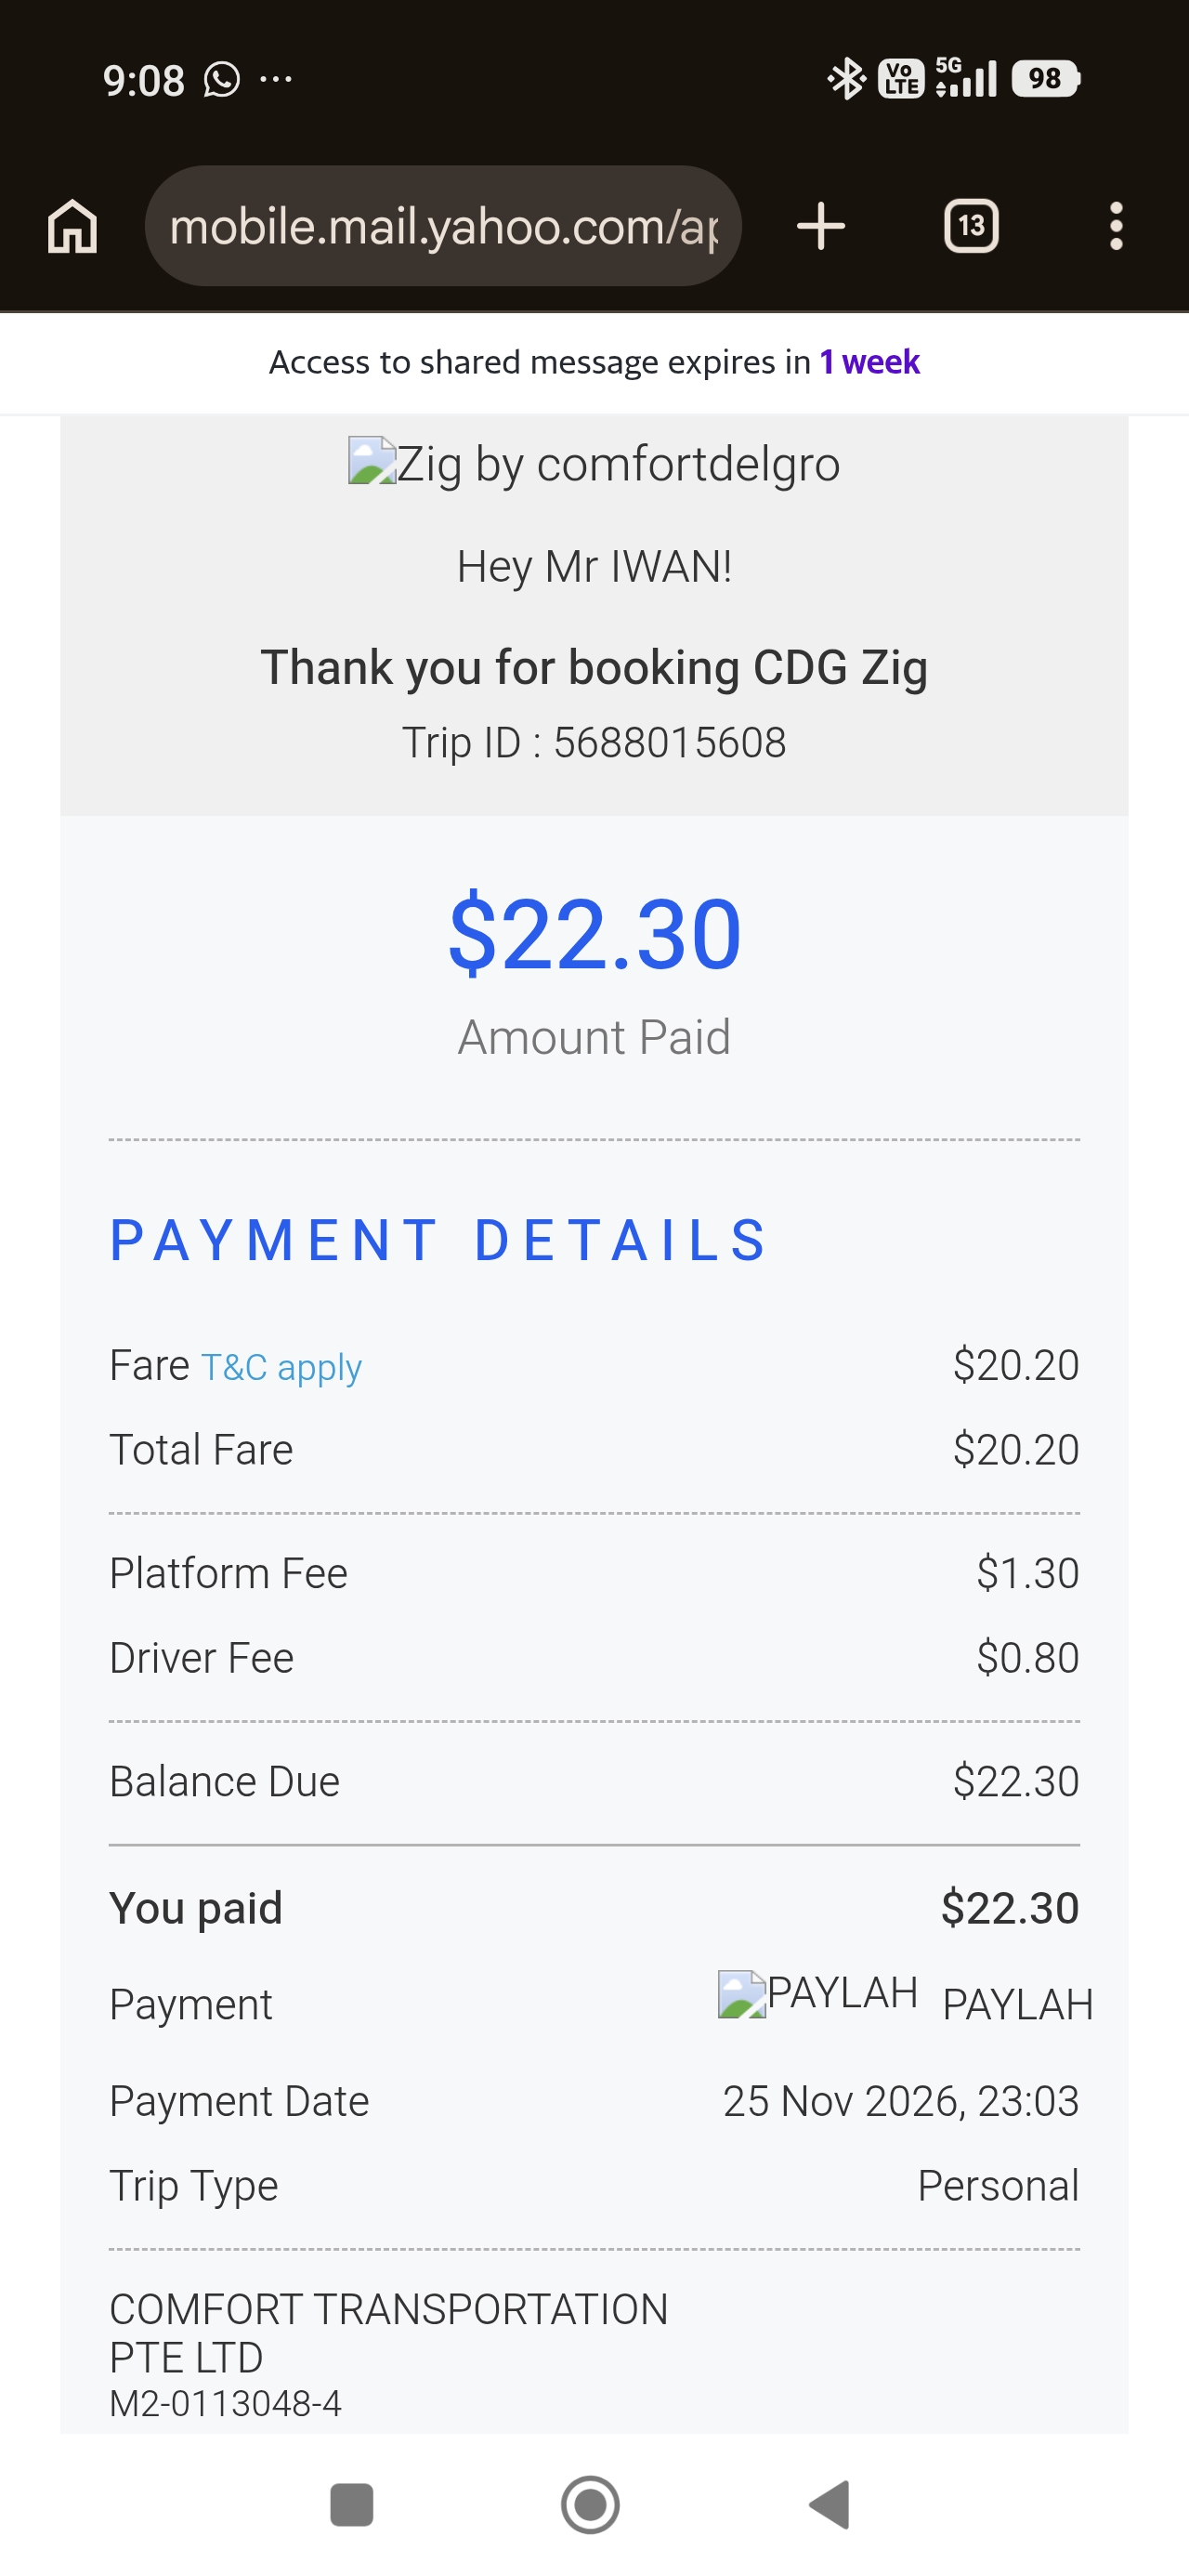 9:08
Vo LTE 5G 98
mobile.mail.yahoo.com/ap
13
Access to shared message expires in 1 week
Zig by comfortdelgro
Hey Mr IWAN!
Thank you for booking CDG Zig
Trip ID : 5688015608
$22.30
Amount Paid
PAYMENT DETAILS
Fare T&C apply $20.20
Total Fare $20.20
Platform Fee $1.30
Driver Fee $0.80
Balance Due $22.30
You paid $22.30
Payment PAYLAH PAYLAH
Payment Date 25 Nov 2026, 23:03
Trip Type Personal
COMFORT TRANSPORTATION
PTE LTD
M2-0113048-4